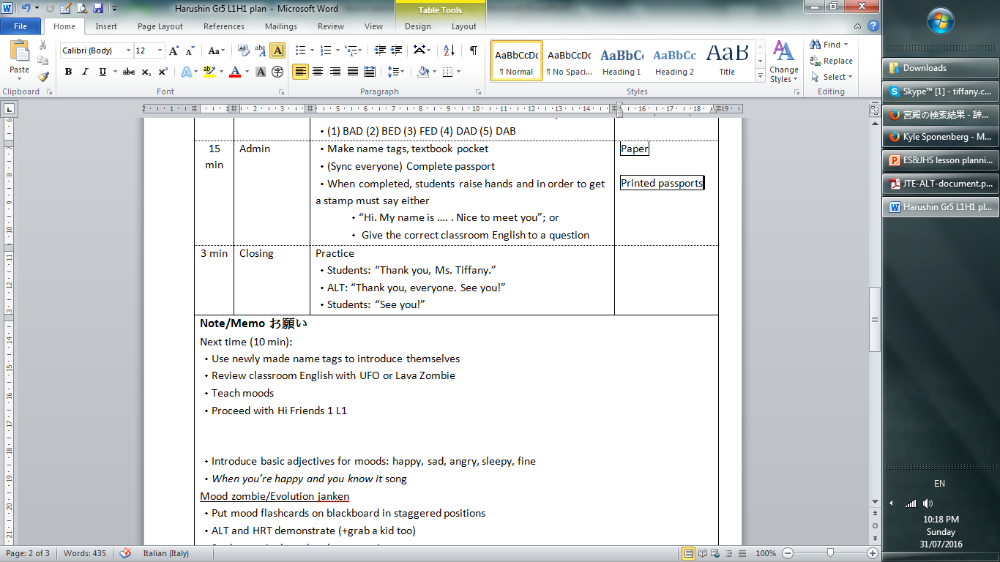 Harushin Gr5 L1H1 plan - Microsoft Word
Table Tools
File Home Insert Page Layout References Mailings Review View Design Layout
Paste
Calibri (Body) 12
AaBbCcDc AaBbCcDc AaBbCc AaBbCc AaB
¶ Normal ¶ No Spaci... Heading 1 Heading 2 Title
Change Styles
Find
Replace
Select
Clipboard Font Paragraph Styles Editing
・(1) BAD (2) BED (3) FED (4) DAD (5) DAB
15 min
Admin
・Make name tags, textbook pocket
・(Sync everyone) Complete passport
・When completed, students raise hands and in order to get
a stamp must say either
・“Hi. My name is .... . Nice to meet you”; or
・ Give the correct classroom English to a question
Paper
Printed passports
3 min
Closing
Practice
・Students: “Thank you, Ms. Tiffany.”
・ALT: “Thank you, everyone. See you!”
・Students: “See you!”
Note/Memo お願い
Next time (10 min):
・Use newly made name tags to introduce themselves
・Review classroom English with UFO or Lava Zombie
・Teach moods
・Proceed with Hi Friends 1 L1
・Introduce basic adjectives for moods: happy, sad, angry, sleepy, fine
・When you’re happy and you know it song
Mood zombie/Evolution janken
・Put mood flashcards on blackboard in staggered positions
・ALT and HRT demonstrate (+grab a kid too)
Page: 2 of 3 Words: 435 Italian (Italy) 100%
Downloads
Skype™ [1] - tiffany.c...
宮殿の検索結果 - 辞...
Kyle Sponenberg - M...
ES&JHS lesson planni...
JTE-ALT-document.p...
Harushin Gr5 L1H1 pl...
EN
10:18 PM
Sunday
31/07/2016